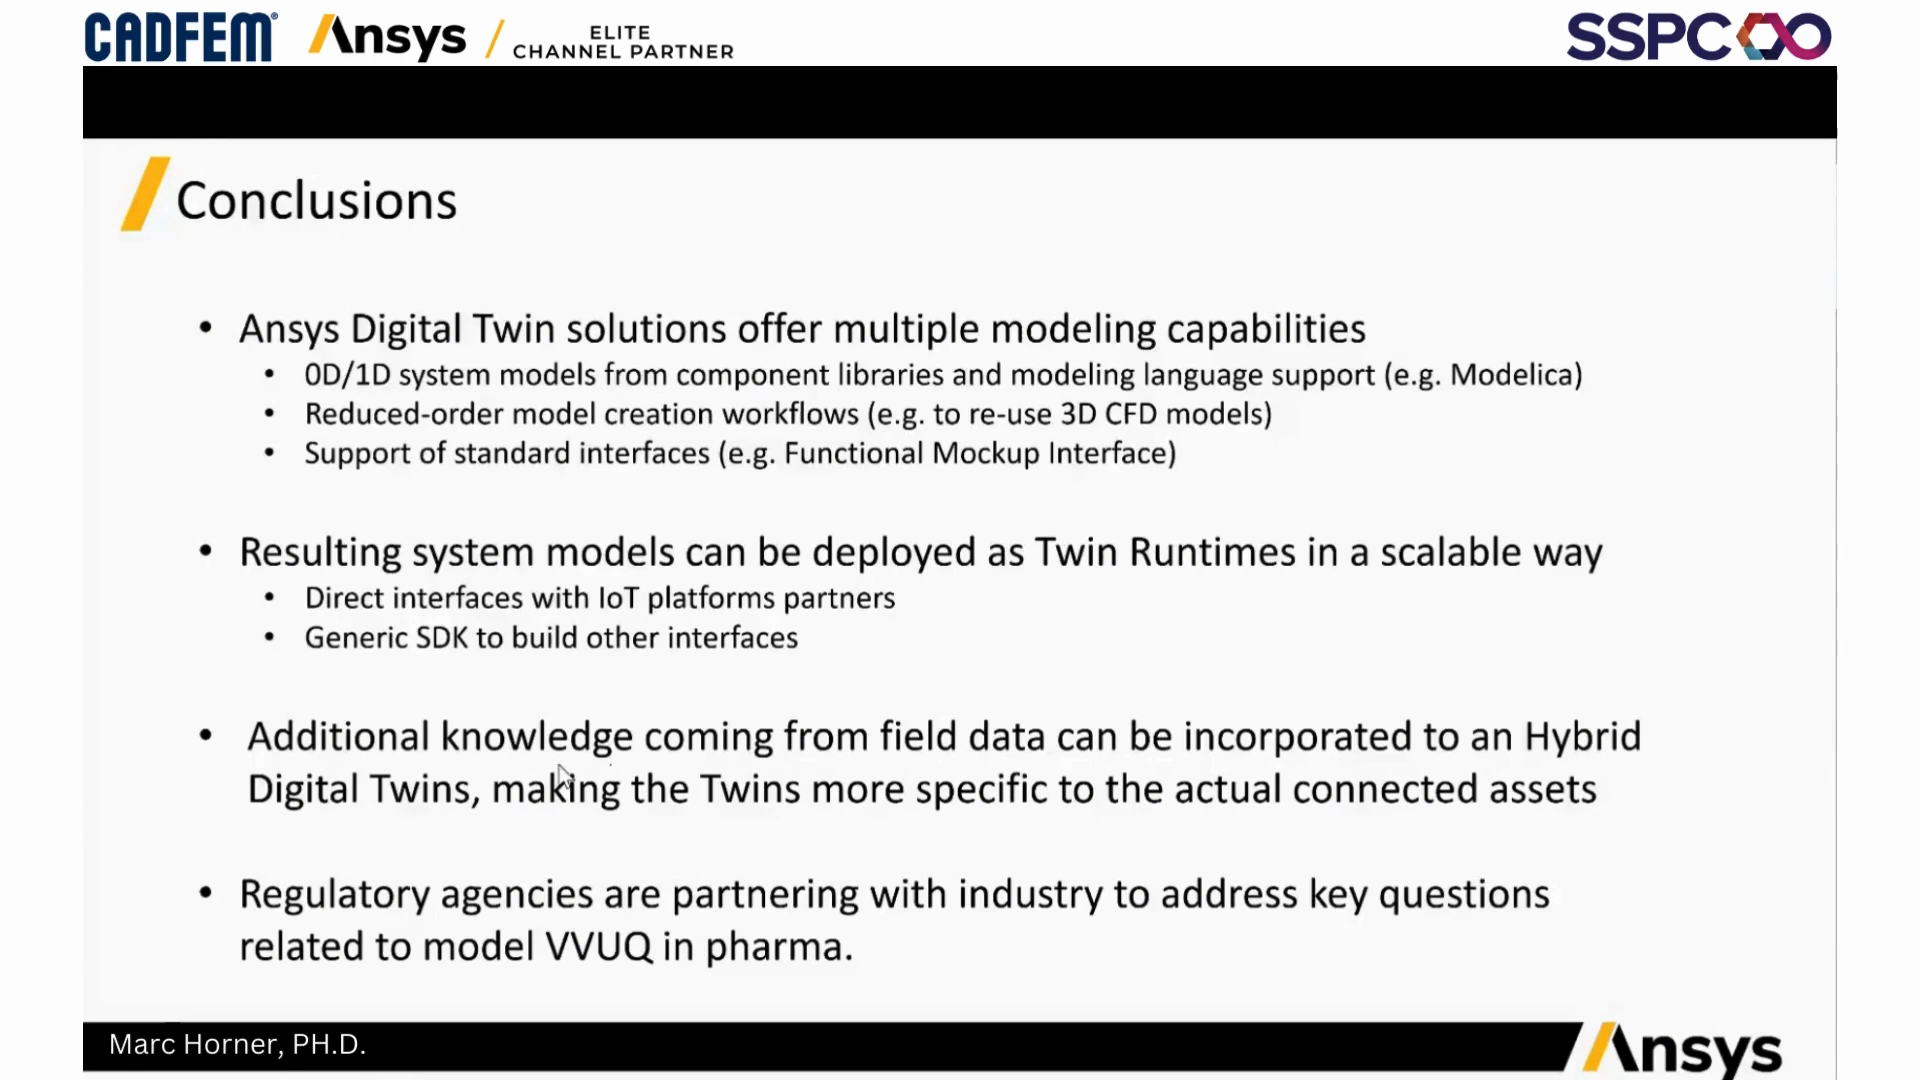 CADFEM Ansys / ELITE CHANNEL PARTNER SSPC
Conclusions
• Ansys Digital Twin solutions offer multiple modeling capabilities
• 0D/1D system models from component libraries and modeling language support (e.g. Modelica)
• Reduced-order model creation workflows (e.g. to re-use 3D CFD models)
• Support of standard interfaces (e.g. Functional Mockup Interface)
• Resulting system models can be deployed as Twin Runtimes in a scalable way
• Direct interfaces with IoT platforms partners
• Generic SDK to build other interfaces
• Additional knowledge coming from field data can be incorporated to an Hybrid
Digital Twins, making the Twins more specific to the actual connected assets
• Regulatory agencies are partnering with industry to address key questions
related to model VVUQ in pharma.
Marc Horner, PH.D.
Ansys